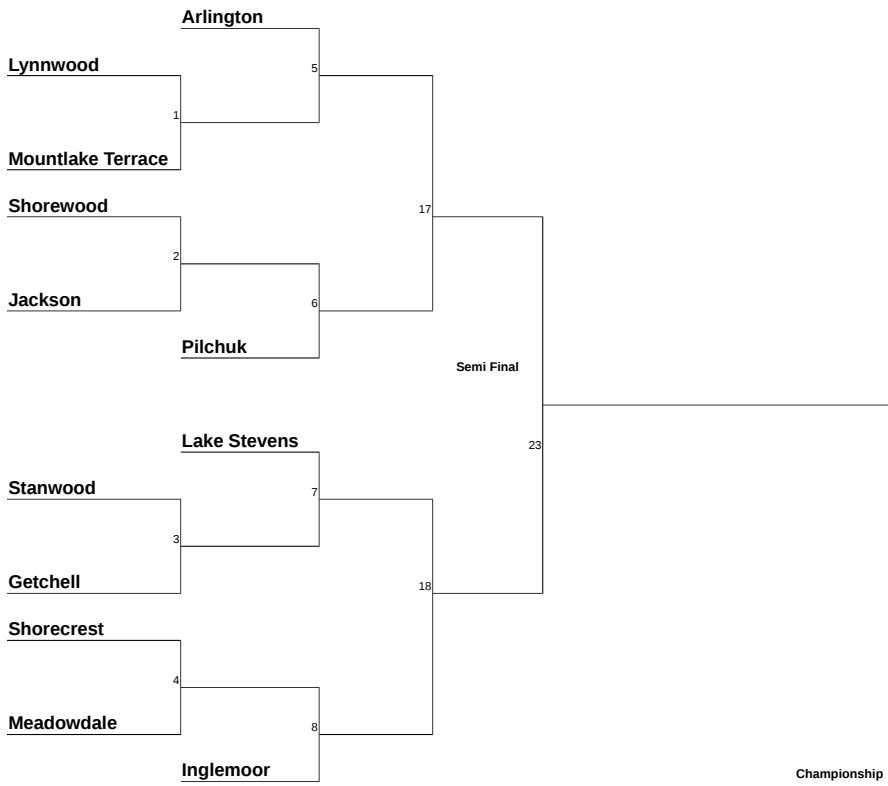 Arlington
Lynnwood
5
1
Mountlake Terrace
Shorewood
17
2
Jackson
6
Pilchuk
Semi Final
Lake Stevens
23
Stanwood
7
3
Getchell
18
Shorecrest
4
Meadowdale
8
Inglemoor
Championship